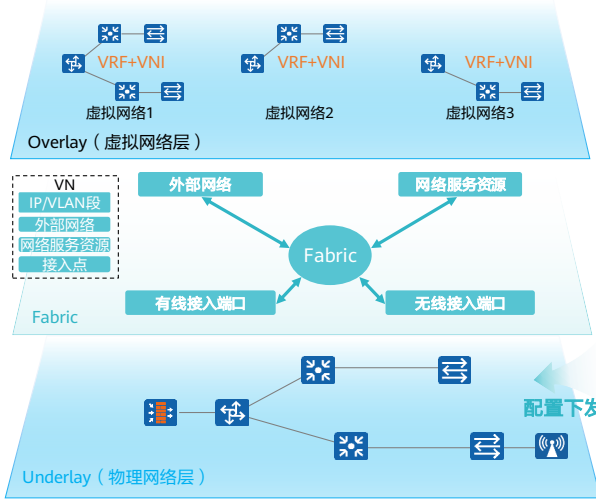 VRF+VNI
VRF+VNI
VRF+VNI
虚拟网络1
虚拟网络2
虚拟网络3
Overlay（虚拟网络层）
VN
IP/VLAN段
外部网络
网络服务资源
接入点
外部网络
网络服务资源
Fabric
有线接入端口
无线接入端口
Fabric
配置下发
Underlay（物理网络层）